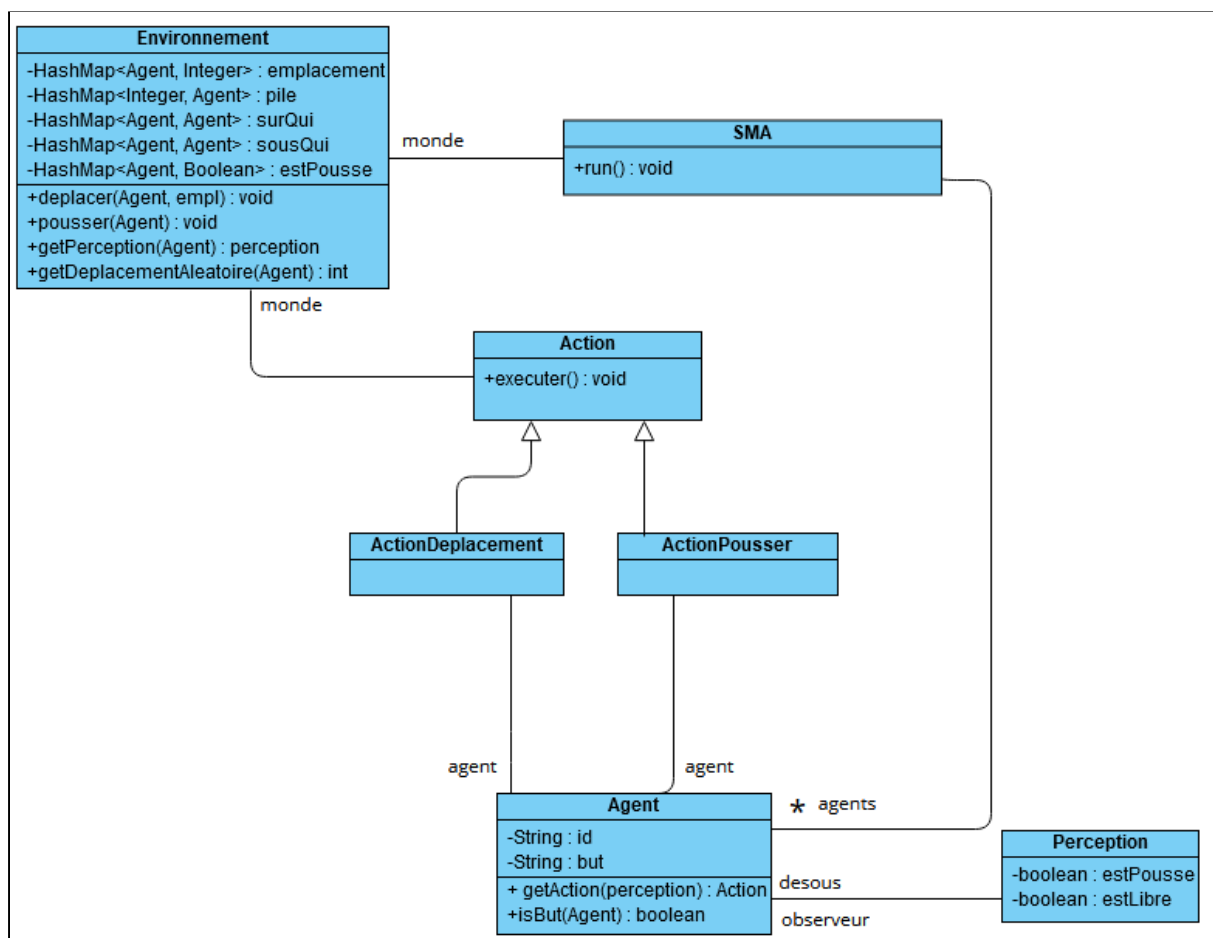 Environnement
-HashMap<Agent, Integer> : emplacement
-HashMap<Integer, Agent> : pile
-HashMap<Agent, Agent> : surQui
-HashMap<Agent, Agent> : sousQui
-HashMap<Agent, Boolean> : estPousse
+deplacer(Agent, empl) : void
+pousser(Agent) : void
+getPerception(Agent) : perception
+getDeplacementAleatoire(Agent) : int
monde
SMA
+run() : void
monde
Action
+executer() : void
ActionDeplacement
ActionPousser
agent
agent
* agents
Agent
-String : id
-String : but
+ getAction(perception) : Action
+isBut(Agent) : boolean
desous
observeur
Perception
-boolean : estPousse
-boolean : estLibre